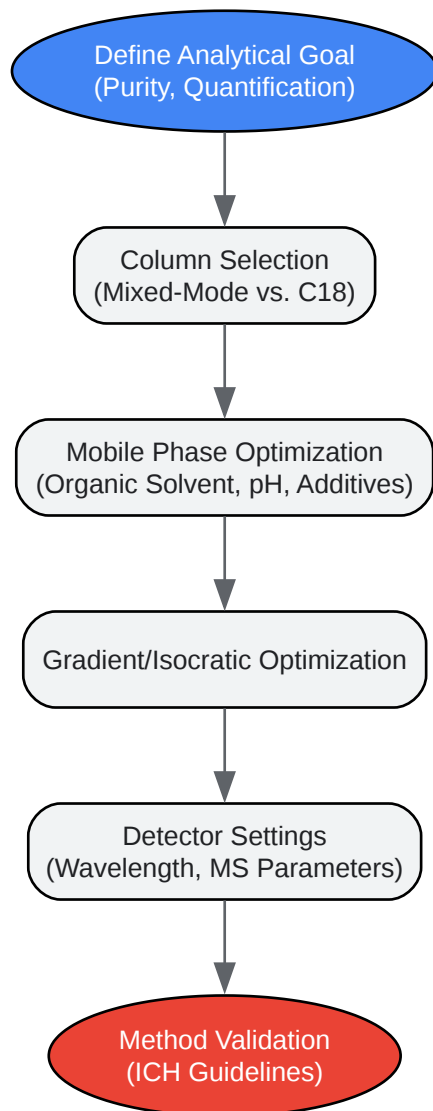 Define Analytical Goal
(Purity, Quantification)
Column Selection
(Mixed-Mode vs. C18)
Mobile Phase Optimization
(Organic Solvent, pH, Additives)
Gradient/Isocratic Optimization
Detector Settings
(Wavelength, MS Parameters)
Method Validation
(ICH Guidelines)